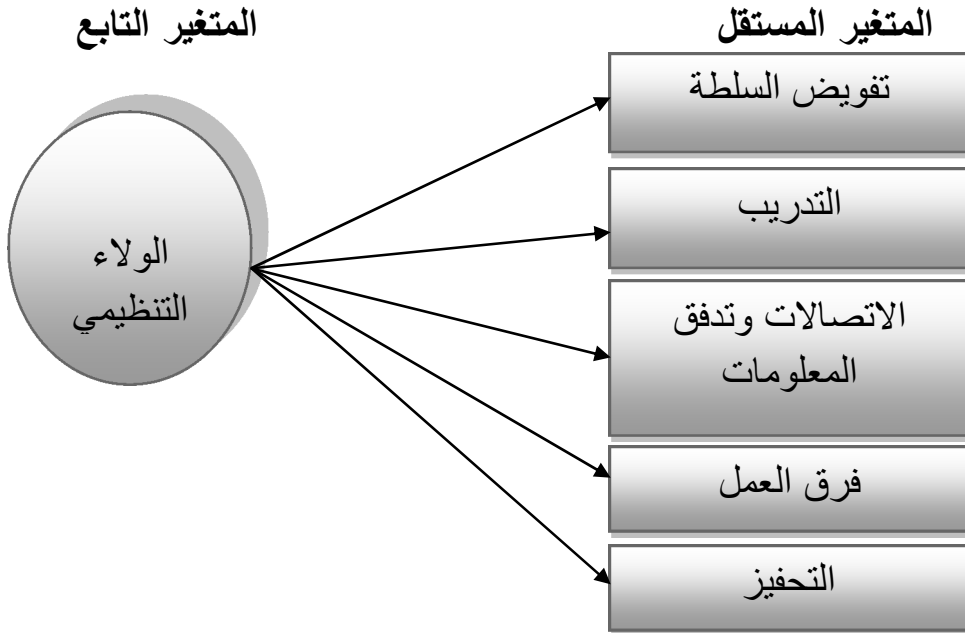 المتغير المستقل
المتغير التابع
تفويض السلطة
التدريب
الاتصالات وتدفق
المعلومات
فرق العمل
التحفيز
الولاء
التنظيمي